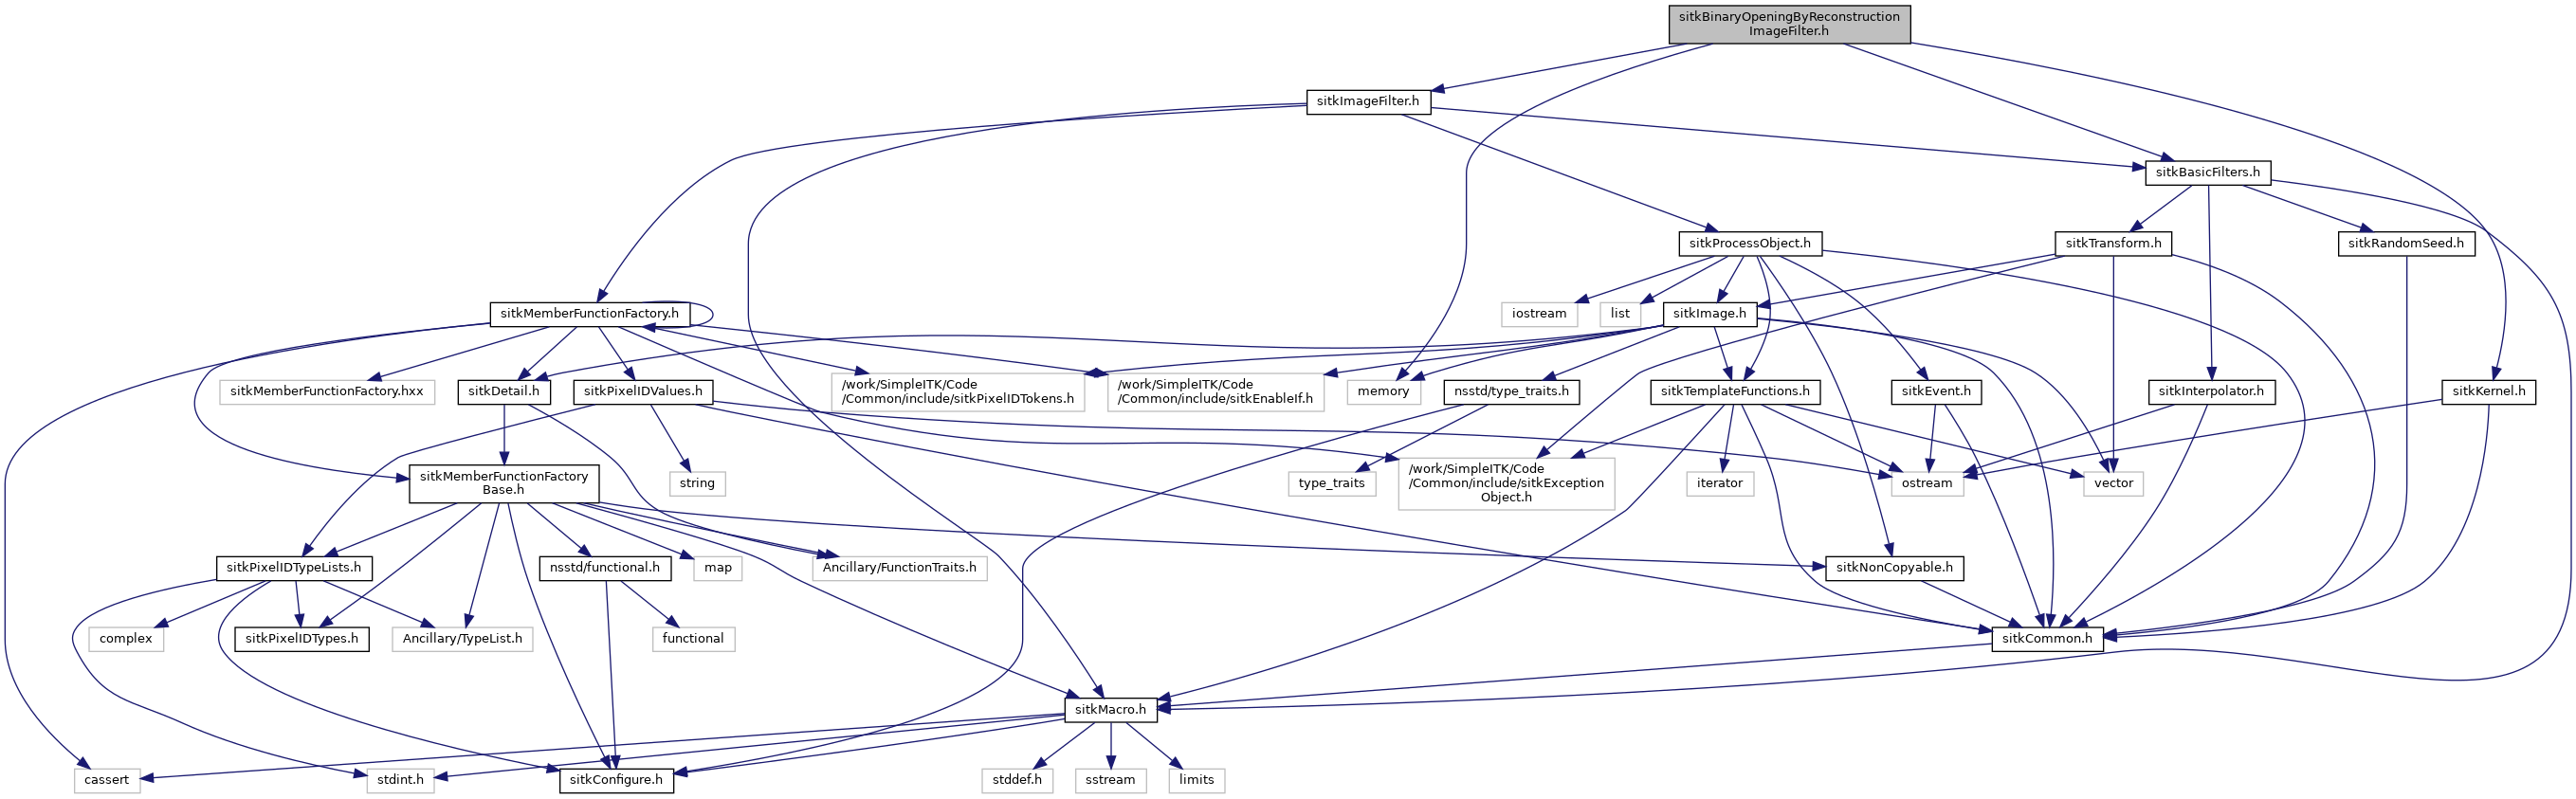 sitkBinaryOpeningByReconstruction
ImageFilter.h
sitkImageFilter.h
sitkBasicFilters.h
sitkProcessObject.h
sitkTransform.h
sitkRandomSeed.h
sitkMemberFunctionFactory.h
iostream
list
sitkImage.h
sitkMemberFunctionFactory.hxx
sitkDetail.h
sitkPixelIDValues.h
/work/SimpleITK/Code
/Common/include/sitkPixelIDTokens.h
/work/SimpleITK/Code
/Common/include/sitkEnableIf.h
memory
nsstd/type_traits.h
sitkTemplateFunctions.h
sitkEvent.h
sitkInterpolator.h
sitkKernel.h
sitkMemberFunctionFactory
Base.h
string
type_traits
/work/SimpleITK/Code
/Common/include/sitkException
Object.h
iterator
ostream
vector
sitkPixelIDTypeLists.h
nsstd/functional.h
map
Ancillary/FunctionTraits.h
sitkNonCopyable.h
complex
sitkPixelIDTypes.h
Ancillary/TypeList.h
functional
sitkCommon.h
sitkMacro.h
cassert
stdint.h
sitkConfigure.h
stddef.h
sstream
limits